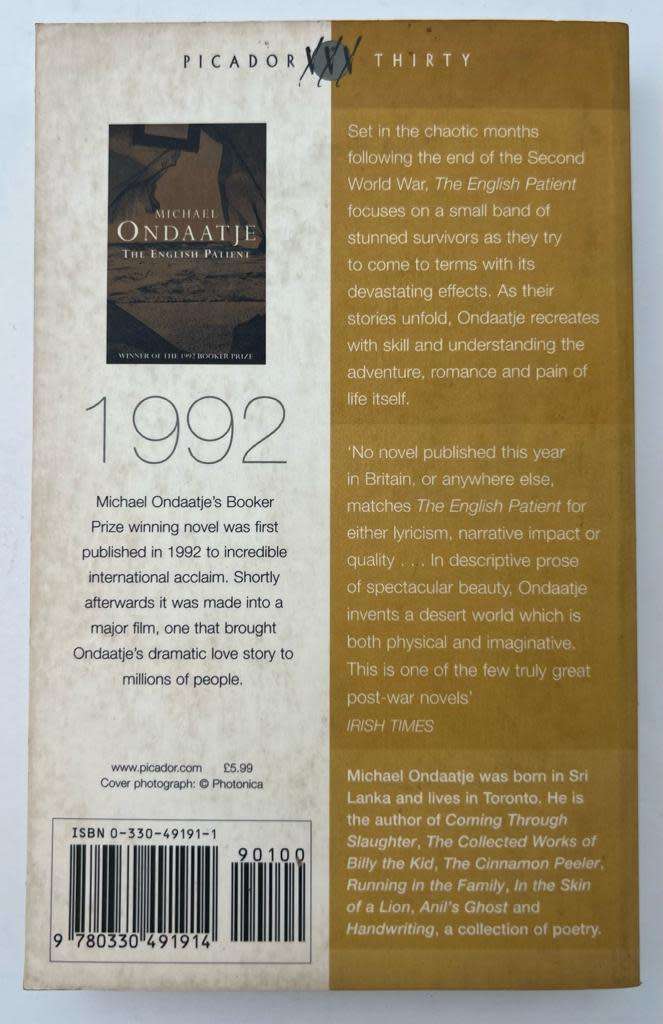 PICADOR XXX THIRTY
MICHAEL
ONDAATJE
THE ENGLISH PATIENT
WINNER OF THE 1992 BOOKER PRIZE
1992
Michael Ondaatje's Booker
Prize winning novel was first
published in 1992 to incredible
international acclaim. Shortly
afterwards it was made into a
major film, one that brought
Ondaatje's dramatic love story to
millions of people.
www.picador.com £5.99
Cover photograph: © Photonica
ISBN 0-330-49191-1
90100
9 780330 491914
Set in the chaotic months
following the end of the Second
World War, The English Patient
focuses on a small band of
stunned survivors as they try
to come to terms with its
devastating effects. As their
stories unfold, Ondaatje recreates
with skill and understanding the
adventure, romance and pain of
life itself.
'No novel published this year
in Britain, or anywhere else,
matches The English Patient for
either lyricism, narrative impact or
quality . . . In descriptive prose
of spectacular beauty, Ondaatje
invents a desert world which is
both physical and imaginative.
This is one of the few truly great
post-war novels'
IRISH TIMES
Michael Ondaatje was born in Sri
Lanka and lives in Toronto. He is
the author of Coming Through
Slaughter, The Collected Works of
Billy the Kid, The Cinnamon Peeler,
Running in the Family, In the Skin
of a Lion, Anil's Ghost and
Handwriting, a collection of poetry.